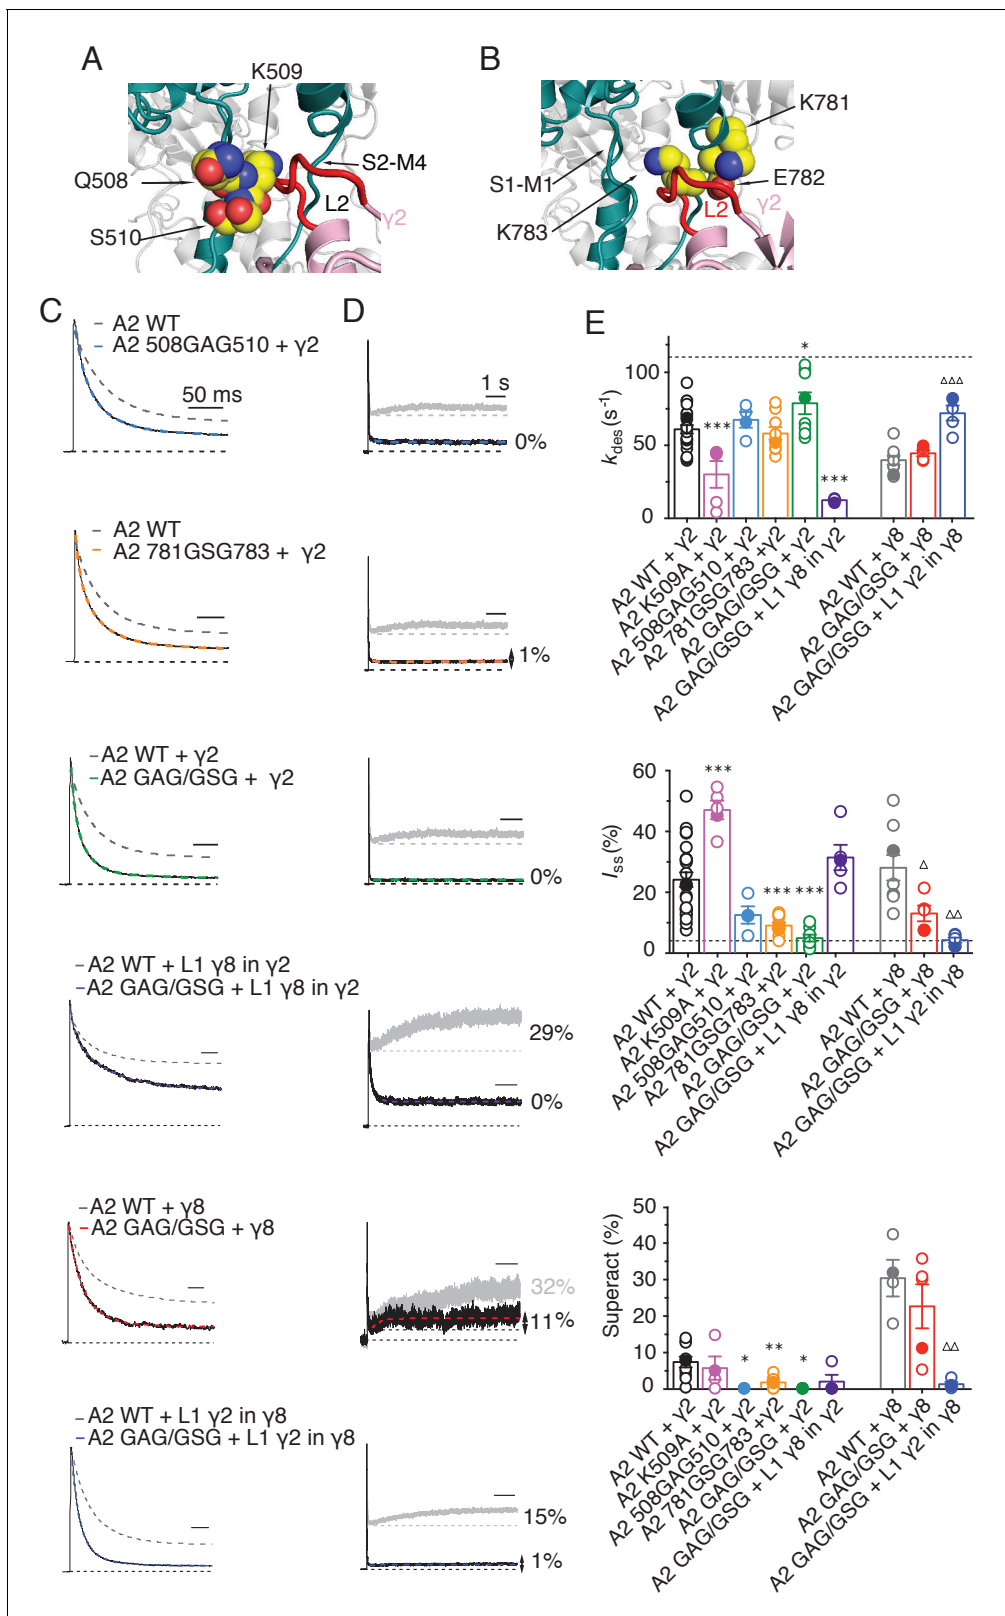 A
K509
Q508
S510
S2-M4
L2
γ2
B
K781
S1-M1
E782
K783
L2
γ2
C
A2 WT
A2 508GAG510 + γ2
50 ms
A2 WT
A2 781GSG783 + γ2
A2 WT + γ2
A2 GAG/GSG + γ2
A2 WT + L1 γ8 in γ2
A2 GAG/GSG + L1 γ8 in γ2
A2 WT + γ8
A2 GAG/GSG + γ8
A2 WT + L1 γ2 in γ8
A2 GAG/GSG + L1 γ2 in γ8
D
1 s
0%
1%
0%
29%
0%
32%
11%
15%
1%
E
kdes (s-1)
100
50
0
***
*
***
ΔΔΔ
A2 WT + γ2
A2 K509A + γ2
A2 508GAG510 + γ2
A2 781GSG783 +γ2
A2 GAG/GSG + γ2
A2 GAG/GSG + L1 γ8 in γ2
A2 WT + γ8
A2 GAG/GSG + γ8
A2 GAG/GSG + L1 γ2 in γ8
Iss(%)
60
40
20
0
***
***
***
Δ
ΔΔ
A2 WT + γ2
A2 K509A + γ2
A2 508GAG510 + γ2
A2 781GSG783 +γ2
A2 GAG/GSG + γ2
A2 GAG/GSG + L1 γ8 in γ2
A2 WT + γ8
A2 GAG/GSG + γ8
A2 GAG/GSG + L1 γ2 in γ8
Superact (%)
50
40
30
20
10
0
*
**
*
ΔΔ
A2 WT + γ2
A2 K509A + γ2
A2 508GAG510 + γ2
A2 781GSG783 +γ2
A2 GAG/GSG + γ2
A2 GAG/GSG + L1 γ8 in γ2
A2 WT + γ8
A2 GAG/GSG + γ8
A2 GAG/GSG + L1 γ2 in γ8